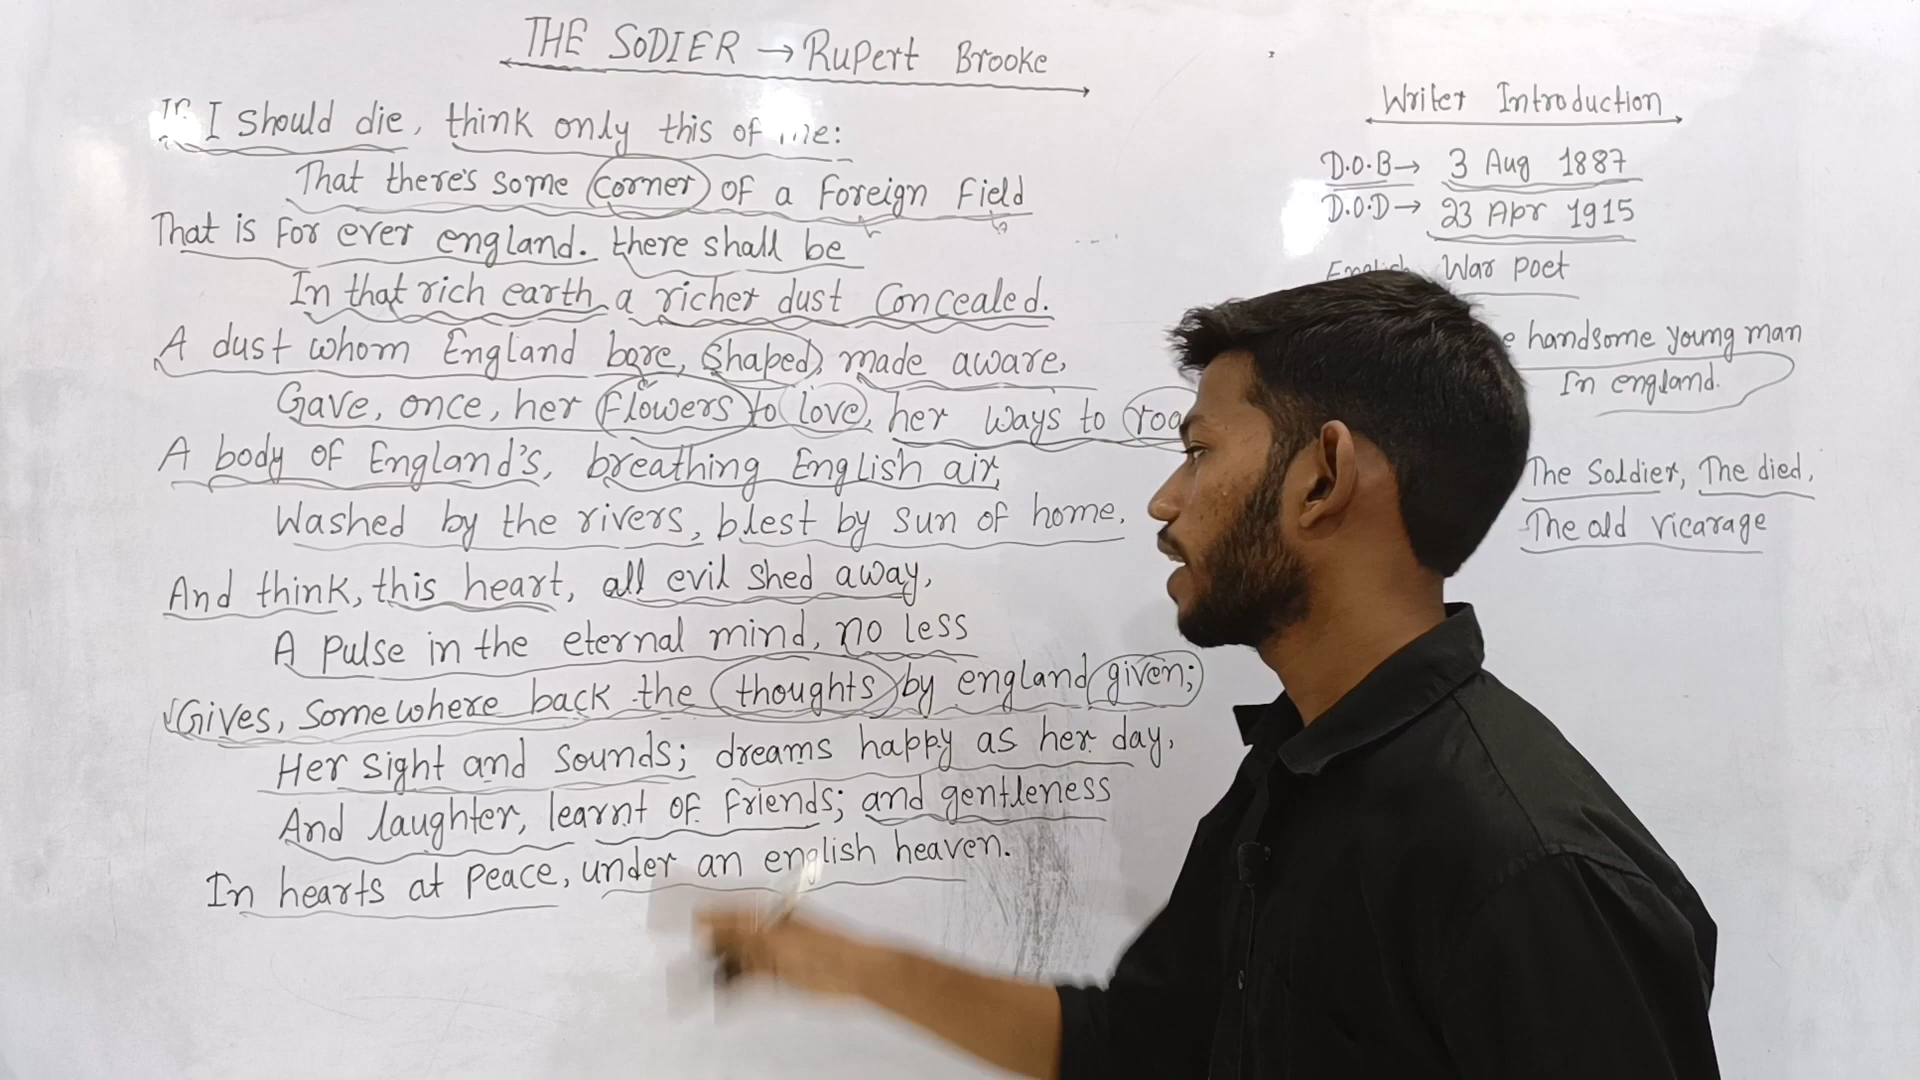 THE SODIER → Rupert Brooke
If I should die, think only this of me:
That there's some corner of a foreign field
That is for ever england. there shall be
In that rich earth a richer dust concealed.
A dust whom England bore, shaped, made aware,
Gave, once, her flowers to love, her ways to
A body of England's, breathing English air,
Washed by the rivers, blest by sun of home.
And think, this heart, all evil shed away,
A pulse in the eternal mind, no less
Gives, somewhere back the thoughts by england given;
Her sight and sounds; dreams happy as her day,
And laughter, learnt of friends; and gentleness
In hearts at peace, under an english heaven.
Writer Introduction
D.O.B → 3 Aug 1887
D.O.D → 23 Apr 1915
English War poet
handsome young man
In england.
The Soldier, The died,
The old vicarage